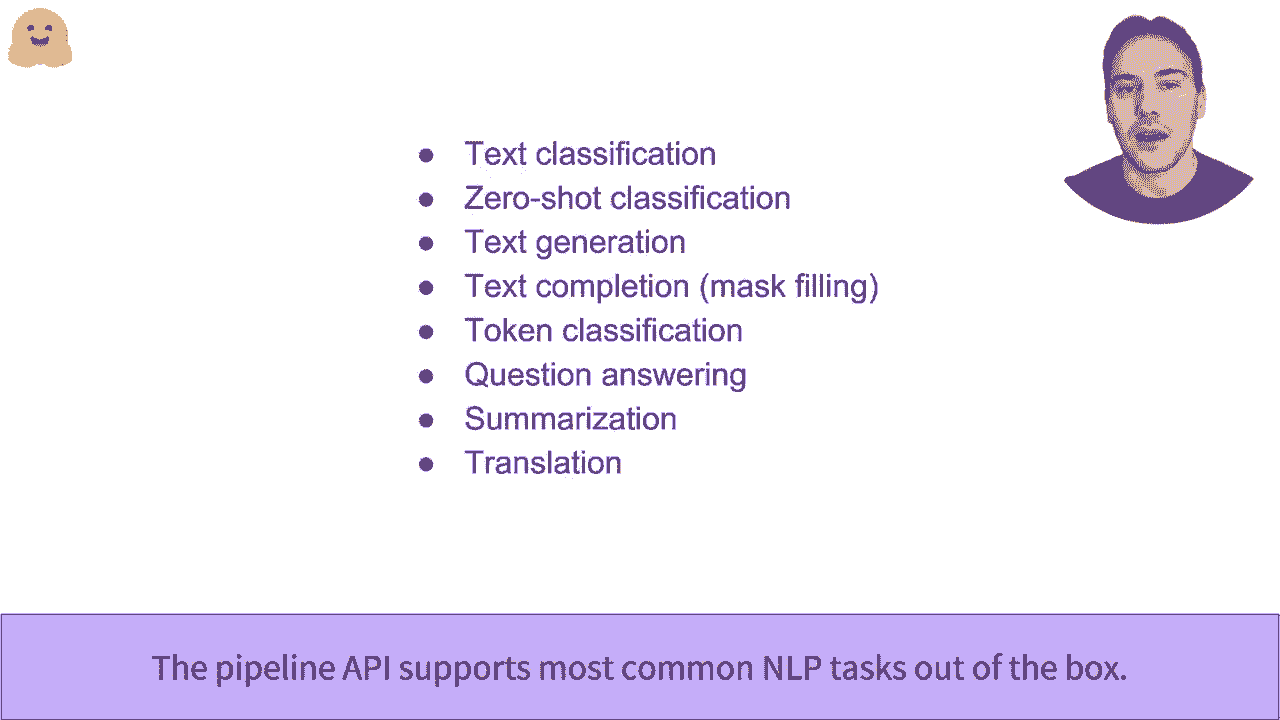 ● Text classification
● Zero-shot classification
● Text generation
● Text completion (mask filling)
● Token classification
● Question answering
● Summarization
● Translation
The pipeline API supports most common NLP tasks out of the box.